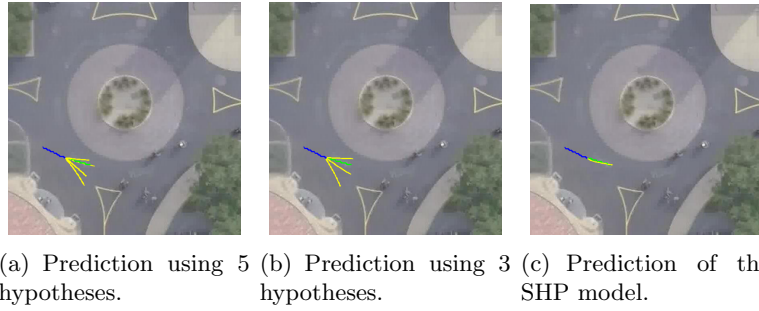 (a) Prediction using 5 hypotheses.
(b) Prediction using 3 hypotheses.
(c) Prediction of th SHP model.